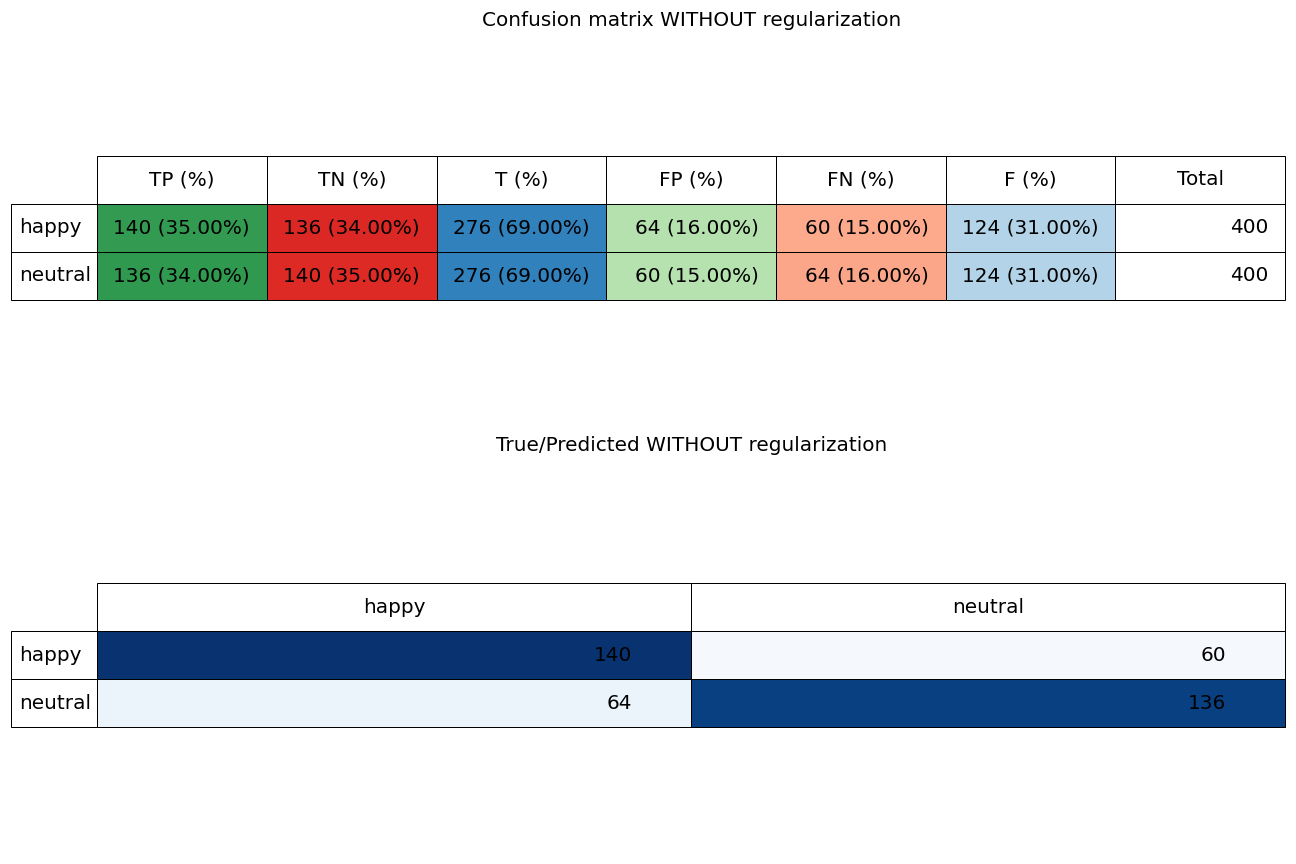 Confusion matrix WITHOUT regularization
TP (%) TN (%) T (%) FP (%) FN (%) F (%) Total
happy 140 (35.00%) 136 (34.00%) 276 (69.00%) 64 (16.00%) 60 (15.00%) 124 (31.00%) 400
neutral 136 (34.00%) 140 (35.00%) 276 (69.00%) 60 (15.00%) 64 (16.00%) 124 (31.00%) 400
True/Predicted WITHOUT regularization
happy neutral
happy 140 60
neutral 64 136